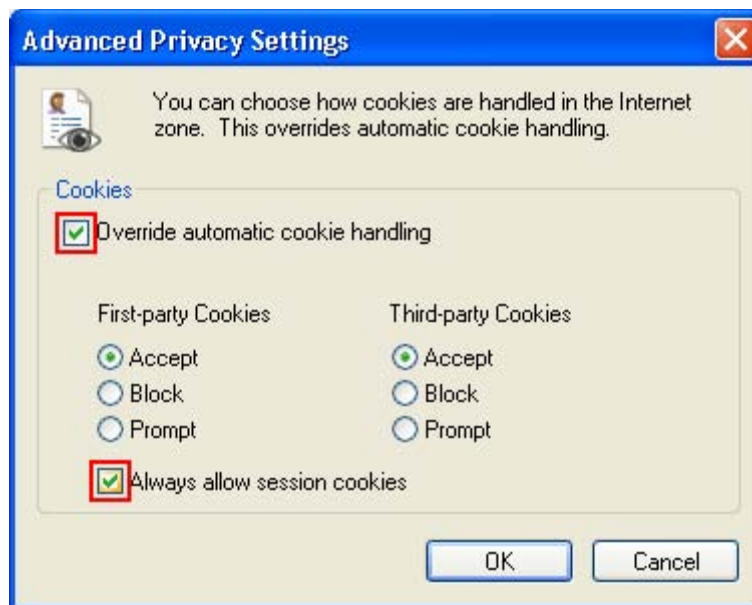 Advanced Privacy Settings
You can choose how cookies are handled in the Internet
zone. This overrides automatic cookie handling.
Cookies
Override automatic cookie handling
First-party Cookies
Third-party Cookies
Accept
Accept
Block
Block
Prompt
Prompt
Always allow session cookies
OK
Cancel